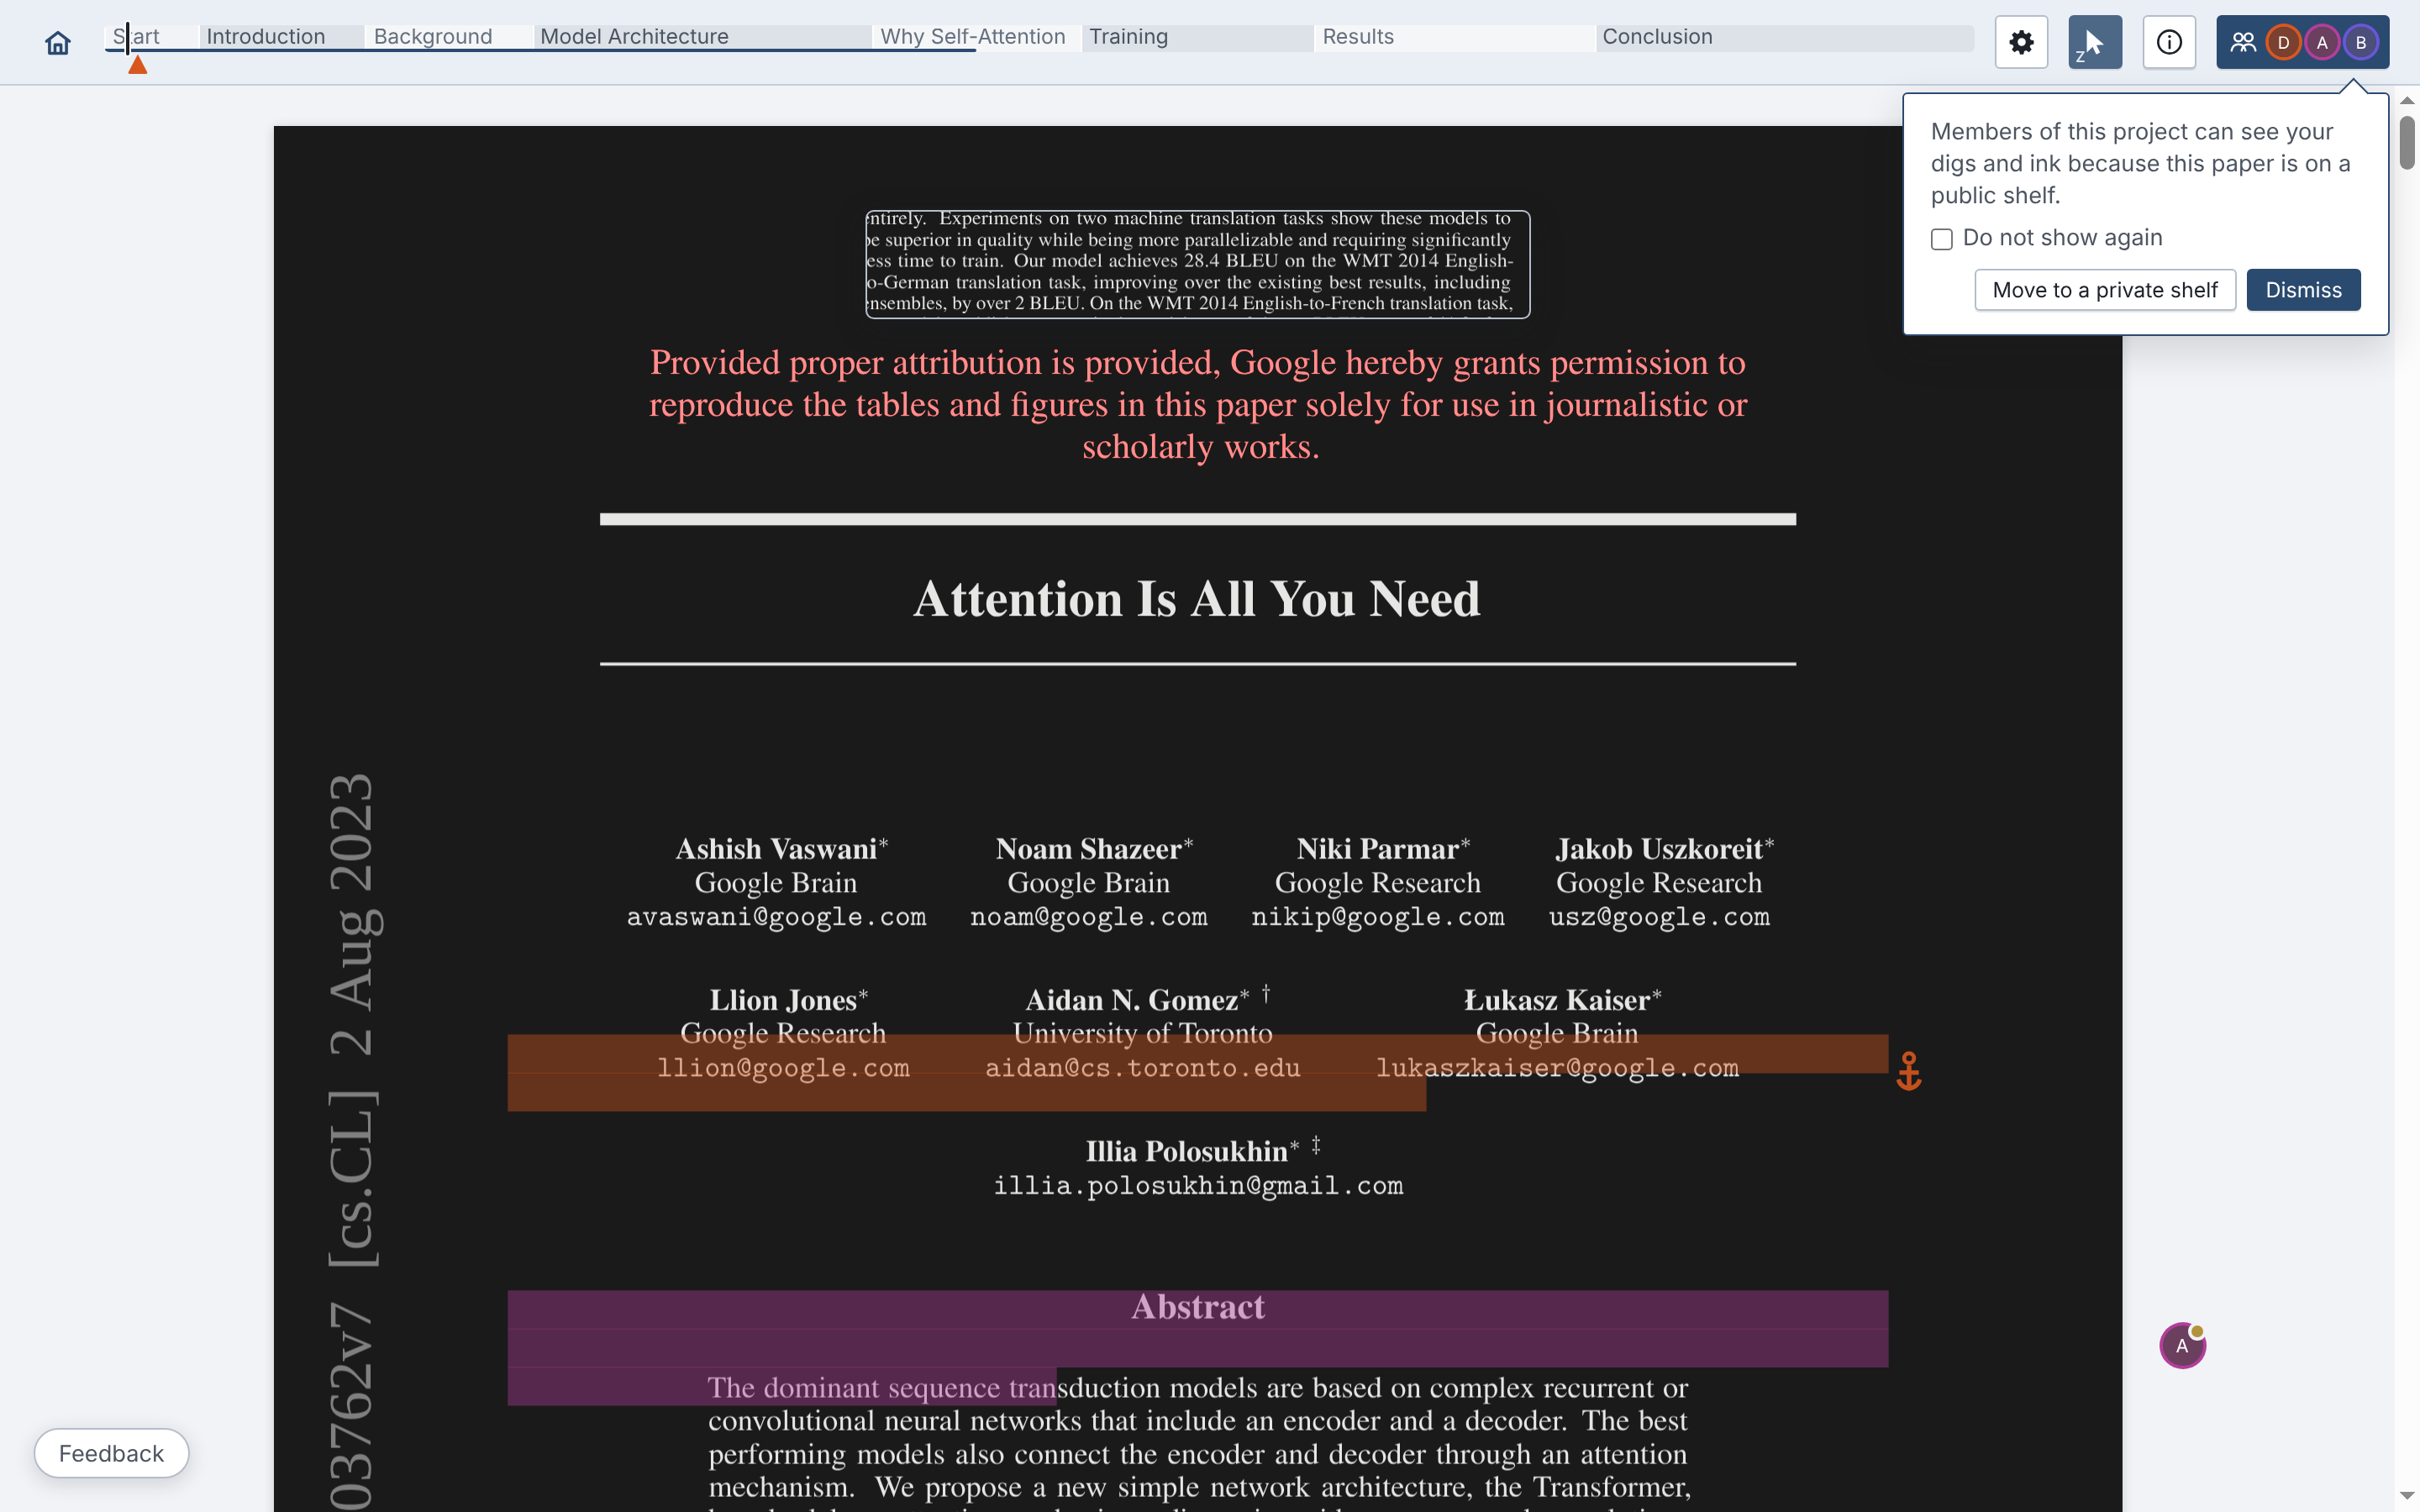 Start
Introduction
Background
Model Architecture
Why Self-Attention
Training
Results
Conclusion
Z
D
A
B
Members of this project can see your
digs and ink because this paper is on a
public shelf.
Do not show again
Move to a private shelf
Dismiss
ntirely. Experiments on two machine translation tasks show these models to
e superior in quality while being more parallelizable and requiring significantly
ess time to train. Our model achieves 28.4 BLEU on the WMT 2014 English-
o-German translation task, improving over the existing best results, including
nsembles, by over 2 BLEU. On the WMT 2014 English-to-French translation task,
Provided proper attribution is provided, Google hereby grants permission to
reproduce the tables and figures in this paper solely for use in journalistic or
scholarly works.
Attention Is All You Need
Ashish Vaswani* Noam Shazeer* Niki Parmar* Jakob Uszkoreit*
Google Brain Google Brain Google Research Google Research
avaswani@google.com noam@google.com nikip@google.com usz@google.com
Llion Jones* Aidan N. Gomez* † Łukasz Kaiser*
Google Research University of Toronto Google Brain
llion@google.com aidan@cs.toronto.edu lukaszkaiser@google.com
Illia Polosukhin* ‡
illia.polosukhin@gmail.com
Abstract
The dominant sequence transduction models are based on complex recurrent or
convolutional neural networks that include an encoder and a decoder. The best
performing models also connect the encoder and decoder through an attention
mechanism. We propose a new simple network architecture, the Transformer,
03762v7 [cs.CL] 2 Aug 2023
A
Feedback